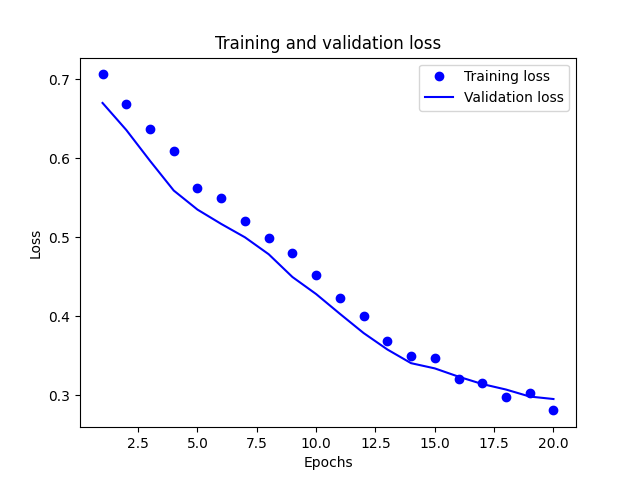 Training and validation loss
Training loss
Validation loss
0.7
0.6
0.5
0.4
0.3
Loss
2.5 5.0 7.5 10.0 12.5 15.0 17.5 20.0
Epochs